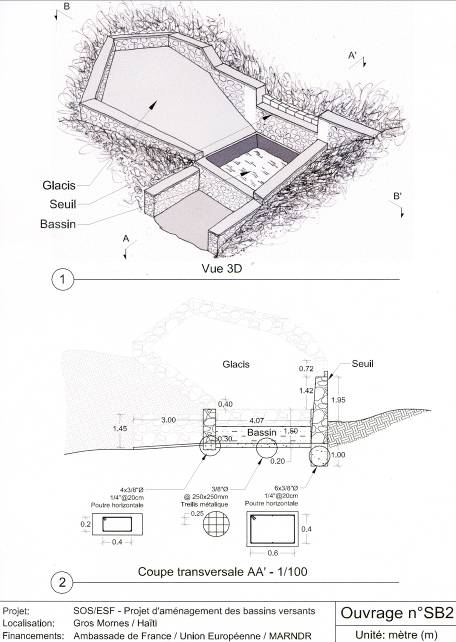 B
A'
Glacis
Seuil
Bassin
B'
A
Vue 3D
1
Glacis
Seuil
0.72
1.42
1.95
0.40
3.00
4.07
1.45
Bassin
1.50
0.30
0.20
1.00
4x3/8"Ø
1/4"@20cm
Poutre horizontale
3/8"Ø
@ 250x250mm
Treillis métalique
6x3/8"Ø
1/4"@20cm
Poutre horizontale
0.2
0.4
0.25
0.4
0.6
2
Coupe transversale AA' - 1/100
Projet: SOS/ESF - Projet d'aménagement des bassins versants
Localisation: Gros Mornes / Haïti
Financements: Ambassade de France / Union Européenne / MARNDR
Ouvrage n°SB2
Unité: mètre (m)